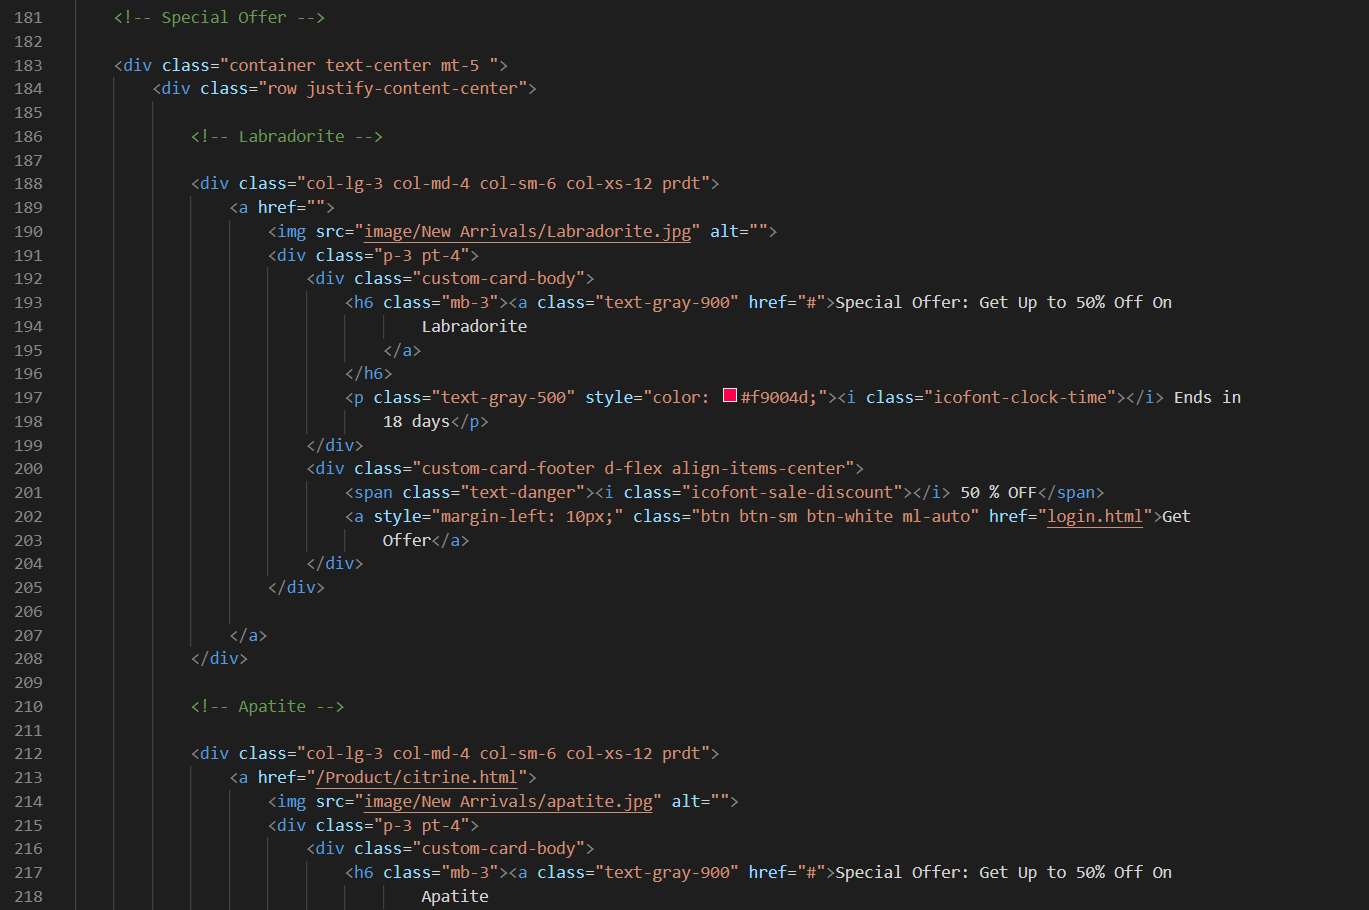 181 <!-- Special Offer -->
182
183 <div class="container text-center mt-5 ">
184 <div class="row justify-content-center">
185
186 <!-- Labradorite -->
187
188 <div class="col-lg-3 col-md-4 col-sm-6 col-xs-12 prdt">
189 <a href="">
190 <img src="image/New Arrivals/Labradorite.jpg" alt="">
191 <div class="p-3 pt-4">
192 <div class="custom-card-body">
193 <h6 class="mb-3"><a class="text-gray-900" href="#">Special Offer: Get Up to 50% Off On
194 Labradorite
195 </a>
196 </h6>
197 <p class="text-gray-500" style="color: #f9004d;"><i class="icofont-clock-time"></i> Ends in
198 18 days</p>
199 </div>
200 <div class="custom-card-footer d-flex align-items-center">
201 <span class="text-danger"><i class="icofont-sale-discount"></i> 50 % OFF</span>
202 <a style="margin-left: 10px;" class="btn btn-sm btn-white ml-auto" href="login.html">Get
203 Offer</a>
204 </div>
205 </div>
206
207 </a>
208 </div>
209
210 <!-- Apatite -->
211
212 <div class="col-lg-3 col-md-4 col-sm-6 col-xs-12 prdt">
213 <a href="/Product/citrine.html">
214 <img src="image/New Arrivals/apatite.jpg" alt="">
215 <div class="p-3 pt-4">
216 <div class="custom-card-body">
217 <h6 class="mb-3"><a class="text-gray-900" href="#">Special Offer: Get Up to 50% Off On
218 Apatite